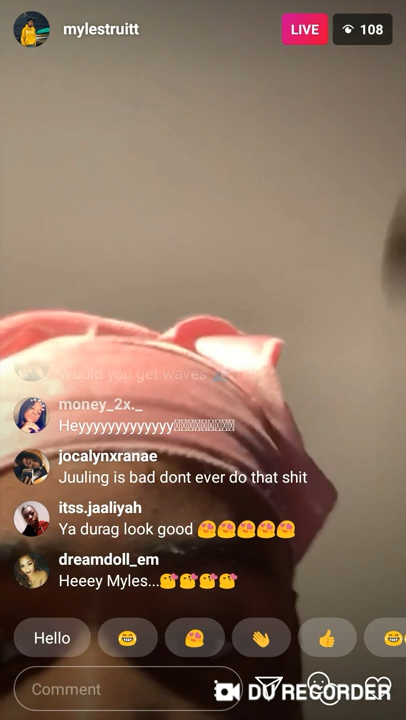 mylestruitt
LIVE
108
Would you get waves
money_2x._
Heyyyyyyyyyyyyy
jocalynxranae
Juuling is bad dont ever do that shit
itss.jaaliyah
Ya durag look good 😍😍😍😍😍
dreamdoll_em
Heeey Myles...🥰🥰🥰🥰
Hello
Comment
DU RECORDER